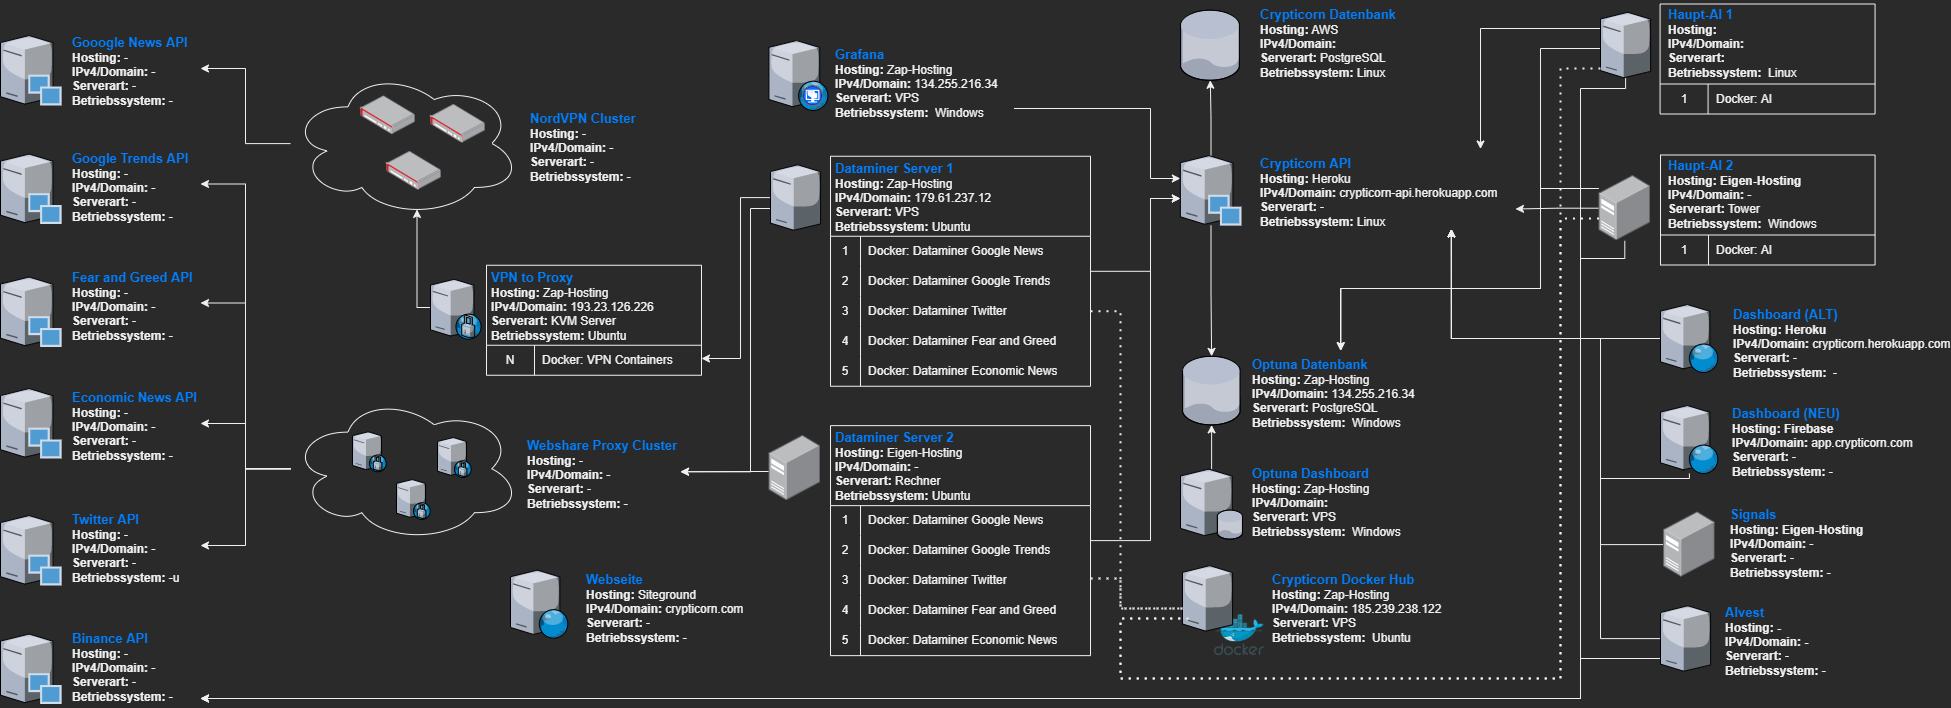 Gooogle News API
Hosting: -
IPv4/Domain: -
Serverart: -
Betriebssystem: -
Google Trends API
Hosting: -
IPv4/Domain: -
Serverart: -
Betriebssystem: -
Fear and Greed API
Hosting: -
IPv4/Domain: -
Serverart: -
Betriebssystem: -
Economic News API
Hosting: -
IPv4/Domain: -
Serverart: -
Betriebssystem: -
Twitter API
Hosting: -
IPv4/Domain: -
Serverart: -
Betriebssystem: -u
Binance API
Hosting: -
IPv4/Domain: -
Serverart: -
Betriebssystem: -
NordVPN Cluster
Hosting: -
IPv4/Domain: -
Serverart: -
Betriebssystem: -
VPN to Proxy
Hosting: Zap-Hosting
IPv4/Domain: 193.23.126.226
Serverart: KVM Server
Betriebssystem: Ubuntu
N Docker: VPN Containers
Webshare Proxy Cluster
Hosting: -
IPv4/Domain: -
Serverart: -
Betriebssystem: -
Webseite
Hosting: Siteground
IPv4/Domain: crypticorn.com
Serverart: -
Betriebssystem: -
Grafana
Hosting: Zap-Hosting
IPv4/Domain: 134.255.216.34
Serverart: VPS
Betriebssystem: Windows
Dataminer Server 1
Hosting: Zap-Hosting
IPv4/Domain: 179.61.237.12
Serverart: VPS
Betriebssystem: Ubuntu
1 Docker: Dataminer Google News
2 Docker: Dataminer Google Trends
3 Docker: Dataminer Twitter
4 Docker: Dataminer Fear and Greed
5 Docker: Dataminer Economic News
Dataminer Server 2
Hosting: Eigen-Hosting
IPv4/Domain: -
Serverart: Rechner
Betriebssystem: Ubuntu
1 Docker: Dataminer Google News
2 Docker: Dataminer Google Trends
3 Docker: Dataminer Twitter
4 Docker: Dataminer Fear and Greed
5 Docker: Dataminer Economic News
Crypticorn Datenbank
Hosting: AWS
IPv4/Domain:
Serverart: PostgreSQL
Betriebssystem: Linux
Crypticorn API
Hosting: Heroku
IPv4/Domain: crypticorn-api.herokuapp.com
Serverart: -
Betriebssystem: Linux
Optuna Datenbank
Hosting: Zap-Hosting
IPv4/Domain: 134.255.216.34
Serverart: PostgreSQL
Betriebssystem: Windows
Optuna Dashboard
Hosting: Zap-Hosting
IPv4/Domain:
Serverart: VPS
Betriebssystem: Windows
Crypticorn Docker Hub
Hosting: Zap-Hosting
IPv4/Domain: 185.239.238.122
Serverart: VPS
Betriebssystem: Ubuntu
docker
Haupt-AI 1
Hosting:
IPv4/Domain:
Serverart:
Betriebssystem: Linux
1 Docker: AI
Haupt-AI 2
Hosting: Eigen-Hosting
IPv4/Domain: -
Serverart: Tower
Betriebssystem: Windows
1 Docker: AI
Dashboard (ALT)
Hosting: Heroku
IPv4/Domain: crypticorn.herokuapp.com
Serverart: -
Betriebssystem: -
Dashboard (NEU)
Hosting: Firebase
IPv4/Domain: app.crypticorn.com
Serverart: -
Betriebssystem: -
Signals
Hosting: Eigen-Hosting
IPv4/Domain: -
Serverart: -
Betriebssystem: -
AIvest
Hosting: -
IPv4/Domain: -
Serverart: -
Betriebssystem: -